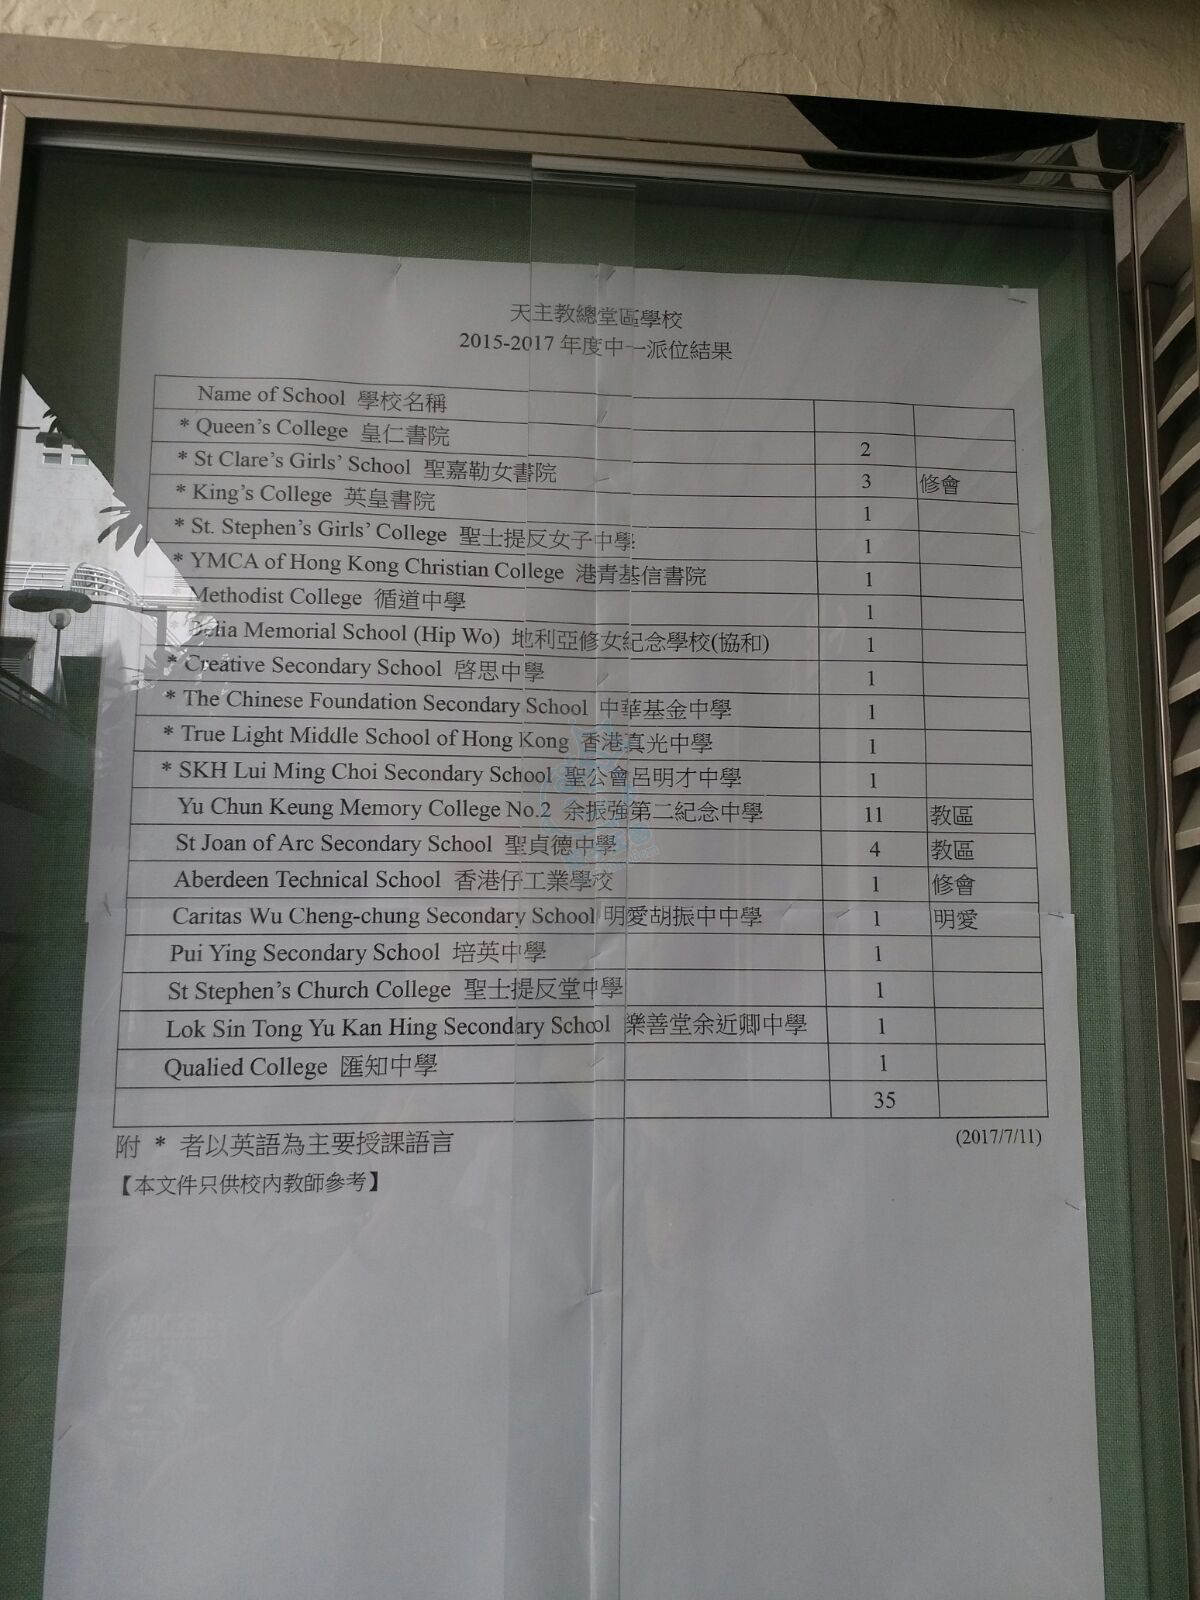 天主教總堂區學校
2015-2017 年度中一派位結果
Name of School 學校名稱
* Queen's College 皇仁書院 2
* St Clare's Girls' School 聖嘉勒女書院 3 修會
* King's College 英皇書院 1
* St. Stephen's Girls' College 聖士提反女子中學 1
* YMCA of Hong Kong Christian College 港青基信書院 1
Methodist College 循道中學 1
* Delia Memorial School (Hip Wo) 地利亞修女紀念學校(協和) 1
* Creative Secondary School 啓思中學 1
* The Chinese Foundation Secondary School 中華基金中學 1
* True Light Middle School of Hong Kong 香港真光中學 1
* SKH Lui Ming Choi Secondary School 聖公會呂明才中學 1
Yu Chun Keung Memory College No.2 余振強第二紀念中學 11 教區
St Joan of Arc Secondary School 聖貞德中學 4 教區
Aberdeen Technical School 香港仔工業學校 1 修會
Caritas Wu Cheng-chung Secondary School 明愛胡振中中學 1 明愛
Pui Ying Secondary School 培英中學 1
St Stephen's Church College 聖士提反堂中學 1
Lok Sin Tong Yu Kan Hing Secondary School 樂善堂余近卿中學 1
Qualied College 匯知中學 1
35
附 * 者以英語為主要授課語言 (2017/7/11)
【本文件只供校內教師參考】